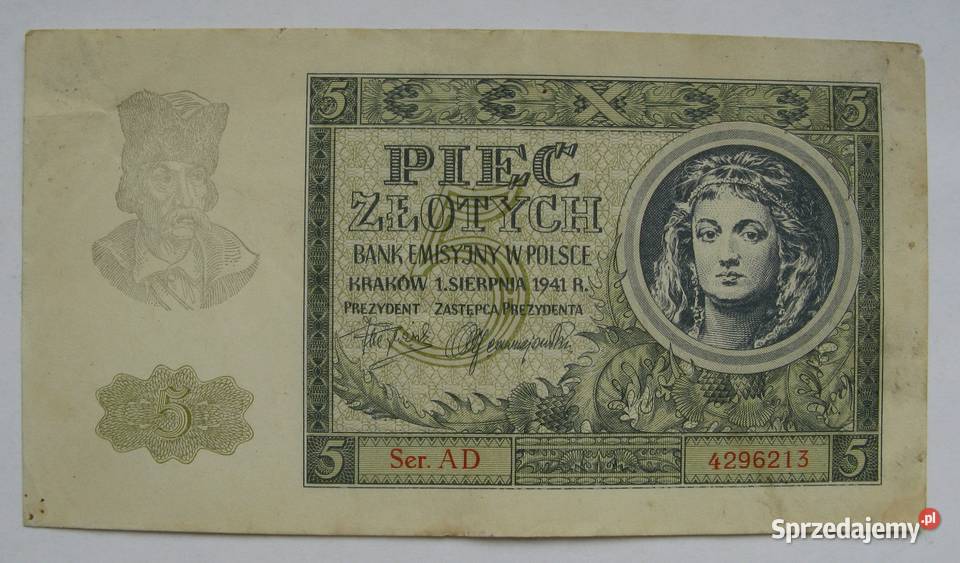 5 5
PIĘĆ
ZŁOTYCH
5
BANK EMISYJNY W POLSCE
KRAKÓW 1. SIERPNIA 1941 R.
PREZYDENT ZASTĘPCA PREZYDENTA
5
5 Ser. AD 4296213 5
Sprzedajemy.pl